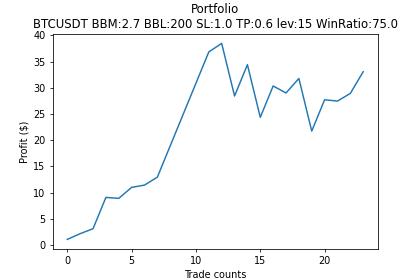 Portfolio
BTCUSDT BBM:2.7 BBL:200 SL:1.0 TP:0.6 lev:15 WinRatio:75.0
40
35
30
25
20
15
10
5
0
Profit ($)
0 5 10 15 20
Trade counts